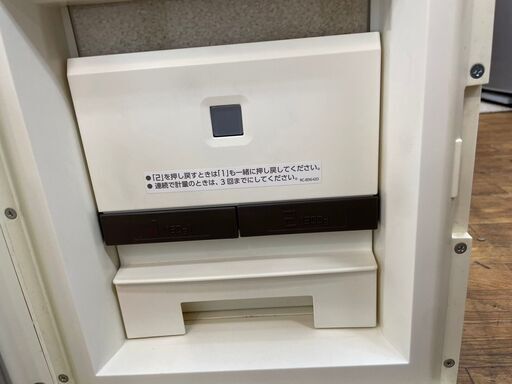 ●「2」を押し戻すときは「1」も一緒に押し戻してください。
●連続で計量のときは、3回までにしてください。